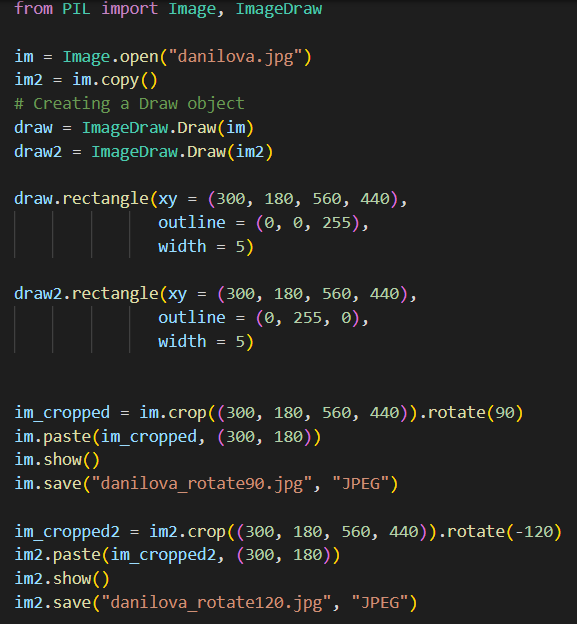 from PIL import Image, ImageDraw
im = Image.open("danilova.jpg")
im2 = im.copy()
# Creating a Draw object
draw = ImageDraw.Draw(im)
draw2 = ImageDraw.Draw(im2)
draw.rectangle(xy = (300, 180, 560, 440),
outline = (0, 0, 255),
width = 5)
draw2.rectangle(xy = (300, 180, 560, 440),
outline = (0, 255, 0),
width = 5)
im_cropped = im.crop((300, 180, 560, 440)).rotate(90)
im.paste(im_cropped, (300, 180))
im.show()
im.save("danilova_rotate90.jpg", "JPEG")
im_cropped2 = im2.crop((300, 180, 560, 440)).rotate(-120)
im2.paste(im_cropped2, (300, 180))
im2.show()
im2.save("danilova_rotate120.jpg", "JPEG")